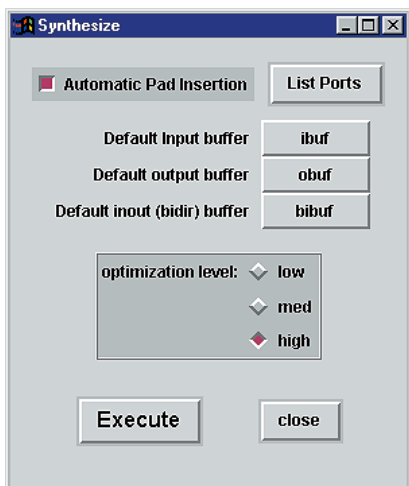 Synthesize
Automatic Pad Insertion
List Ports
Default Input buffer
ibuf
Default output buffer
obuf
Default inout (bidir) buffer
bibuf
optimization level:
low
med
high
Execute
close